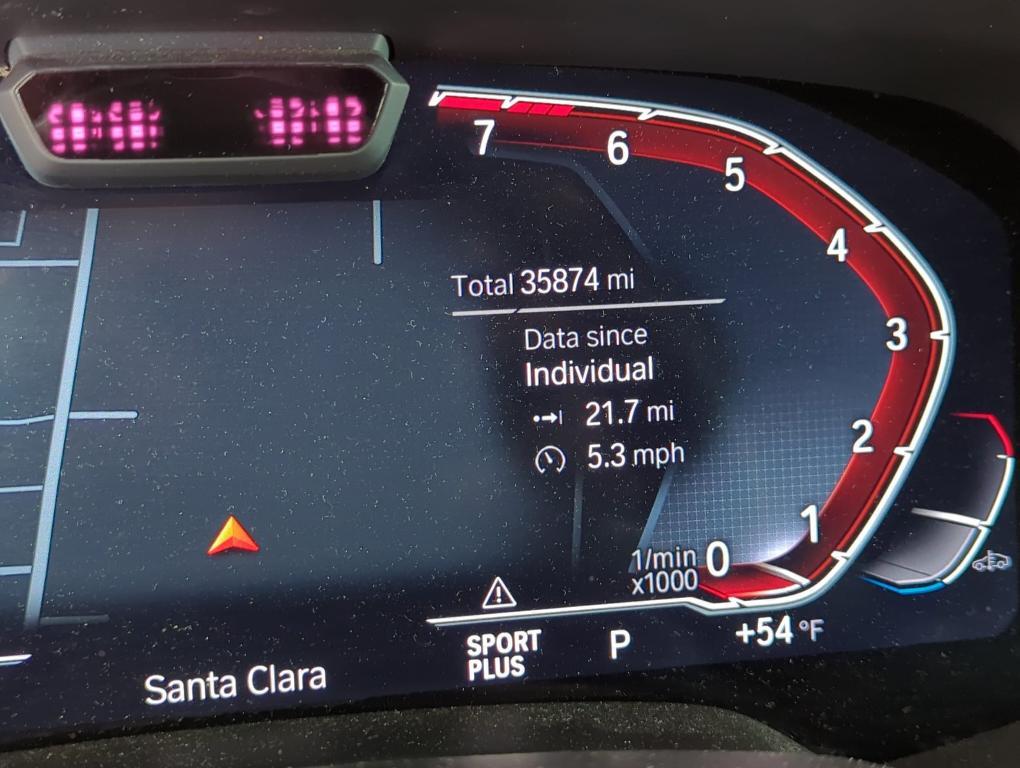 7
6
5
4
3
2
1
0
Total 35874 mi
Data since
Individual
21.7 mi
5.3 mph
1/min
x1000
SPORT
PLUS
P
+54 °F
Santa Clara